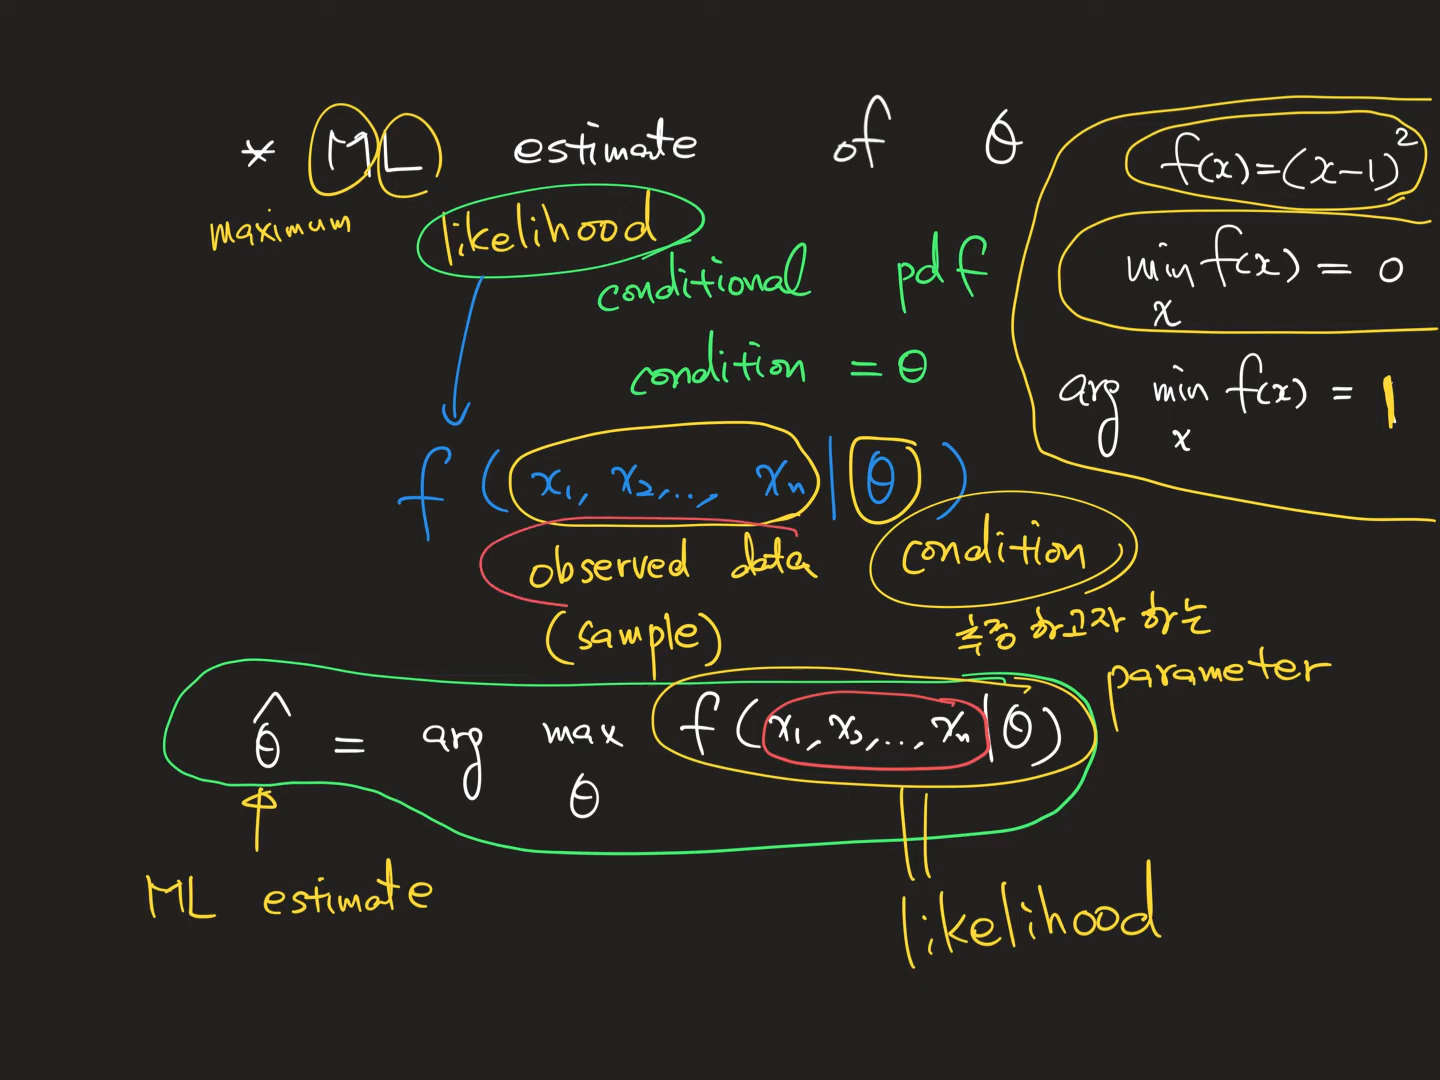 * ML estimate of θ
maximum likelihood
conditional pdf
condition = θ
f(x) = (x-1)²
min f(x) = 0
x
arg min f(x) = 1
x
f(x₁, x₂, ..., xₙ | θ)
observed data condition
(sample) 추정 하고자 하는
parameter
θ̂ = arg max f(x₁, x₂, ..., xₙ | θ)
θ
ML estimate
likelihood